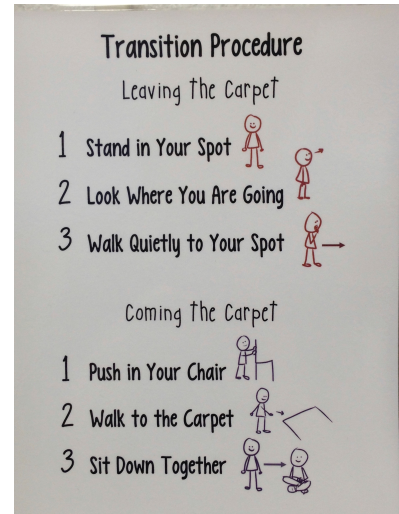 Transition Procedure
Leaving the Carpet
1 Stand in Your Spot
2 Look Where You Are Going
3 Walk Quietly to Your Spot
Coming the Carpet
1 Push in Your Chair
2 Walk to the Carpet
3 Sit Down Together